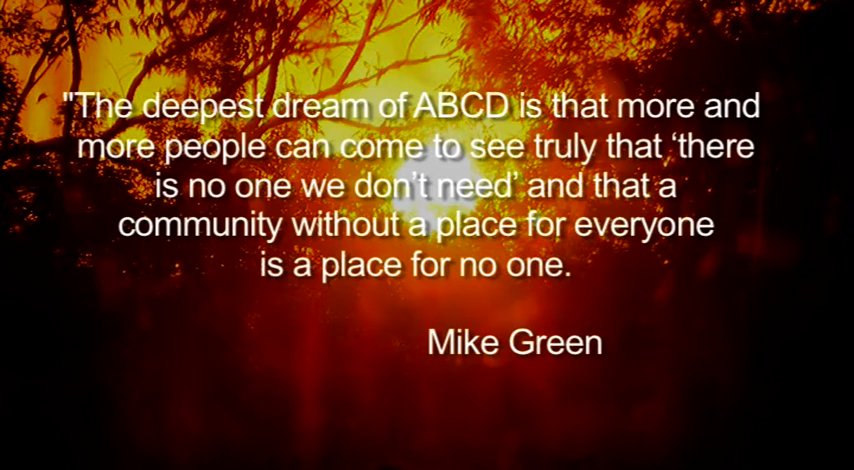 "The deepest dream of ABCD is that more and
more people can come to see truly that ‘there
is no one we don’t need’ and that a
community without a place for everyone
is a place for no one.
Mike Green